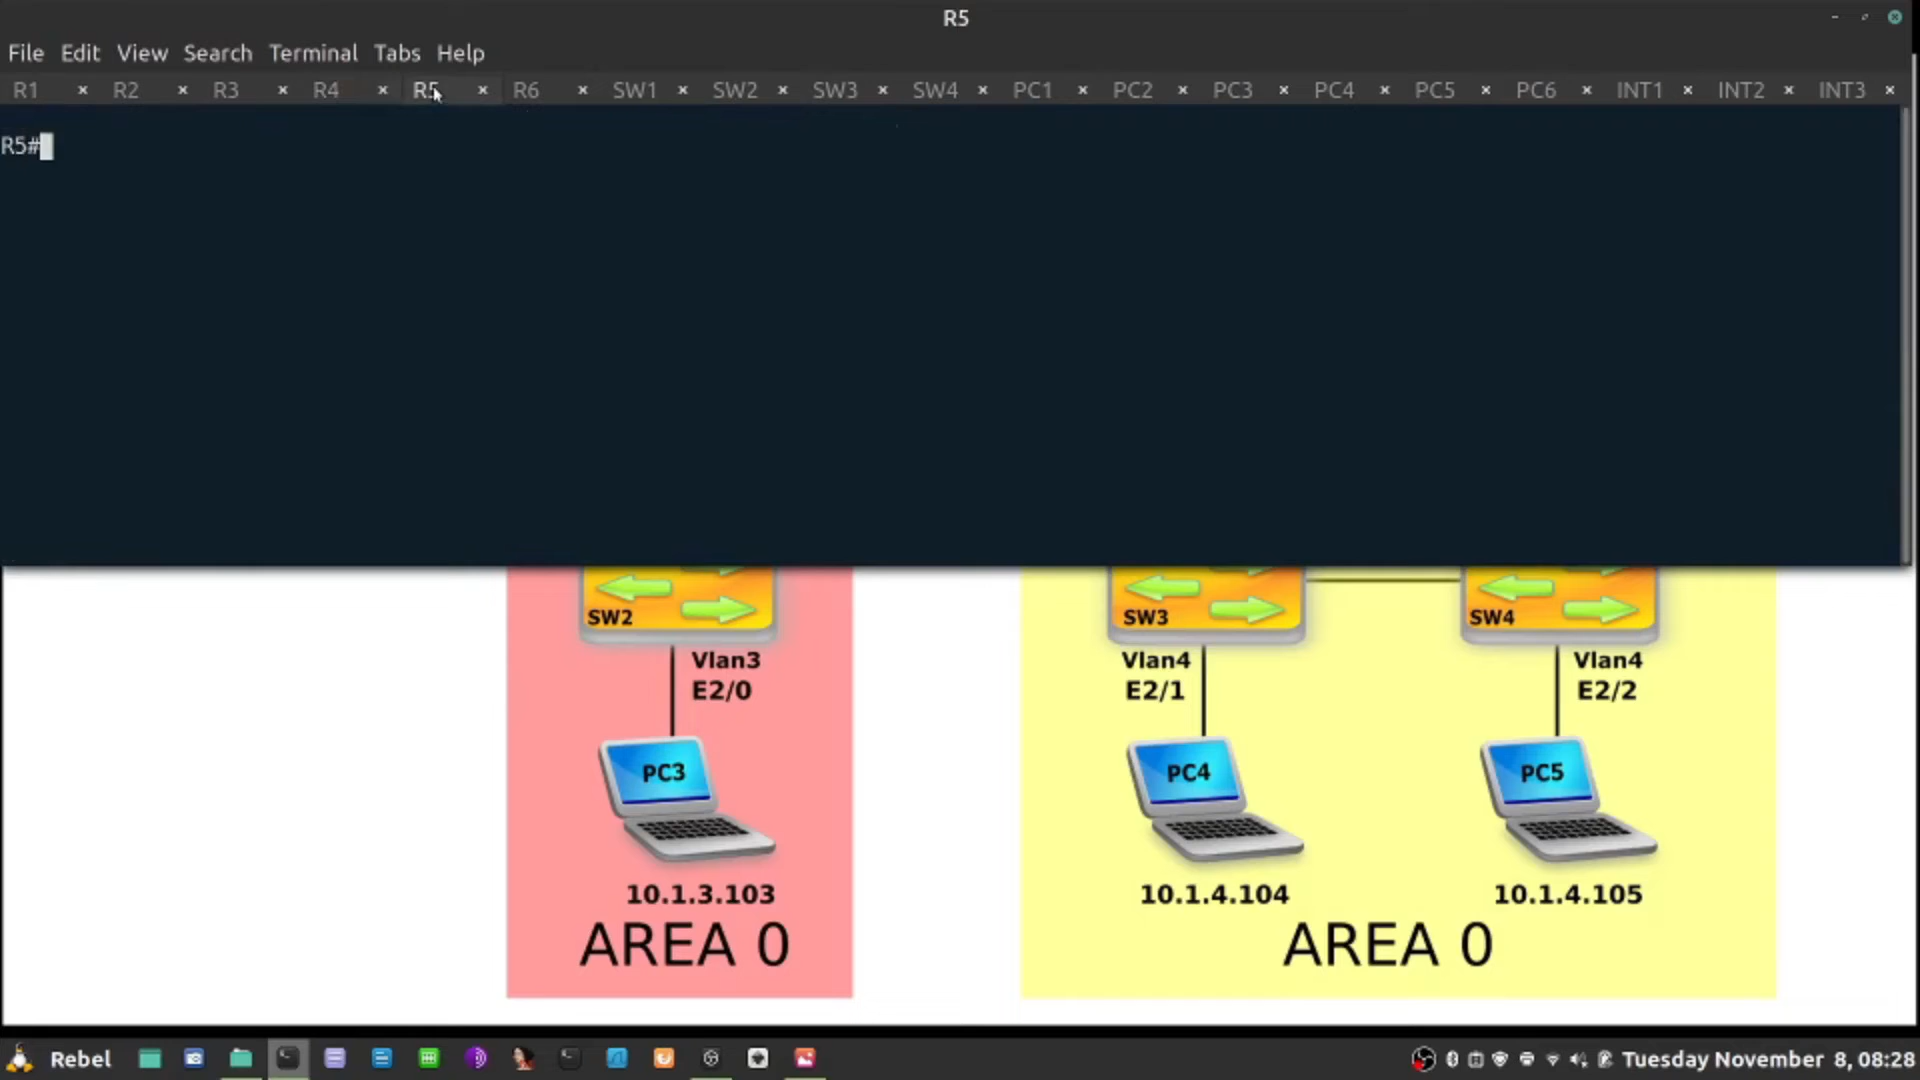 R5
File Edit View Search Terminal Tabs Help
R1 × R2 × R3 × R4 × R5 × R6 × SW1 × SW2 × SW3 × SW4 × PC1 × PC2 × PC3 × PC4 × PC5 × PC6 × INT1 × INT2 × INT3 ×
R5#
SW2 SW3 SW4
Vlan3 Vlan4 Vlan4
E2/0 E2/1 E2/2
PC3 PC4 PC5
10.1.3.103 10.1.4.104 10.1.4.105
AREA 0 AREA 0
Rebel Tuesday November 8, 08:28